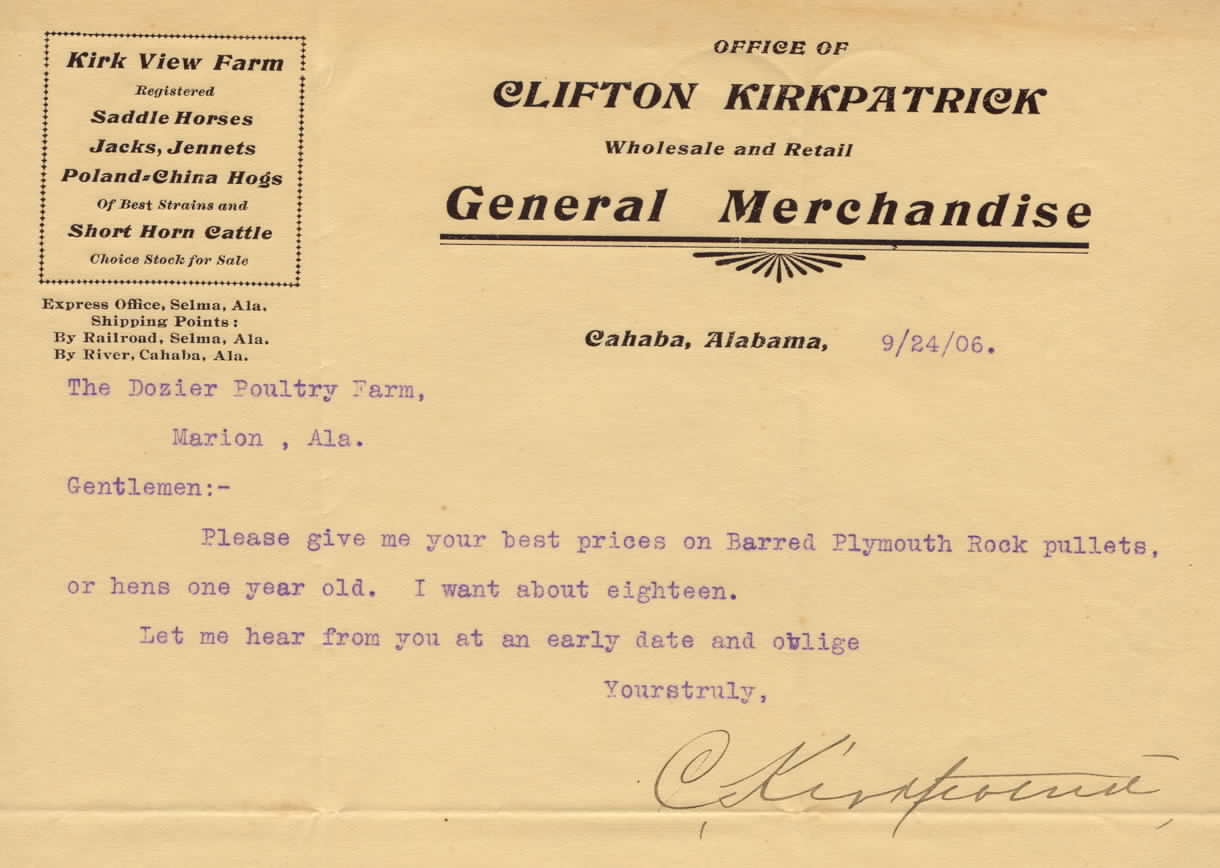 Kirk View Farm
Registered
Saddle Horses
Jacks, Jennets
Poland-China Hogs
Of Best Strains and
Short Horn Cattle
Choice Stock for Sale
Express Office, Selma, Ala.
Shipping Points:
By Railroad, Selma, Ala.
By River, Cahaba, Ala.
OFFICE OF
CLIFTON KIRKPATRICK
Wholesale and Retail
General Merchandise
Cahaba, Alabama, 9/24/06.
The Dozier Poultry Farm,
Marion , Ala.
Gentlemen:-
Please give me your best prices on Barred Plymouth Rock pullets,
or hens one year old. I want about eighteen.
Let me hear from you at an early date and oblige
Yourstruly,
C Kirkpatrick